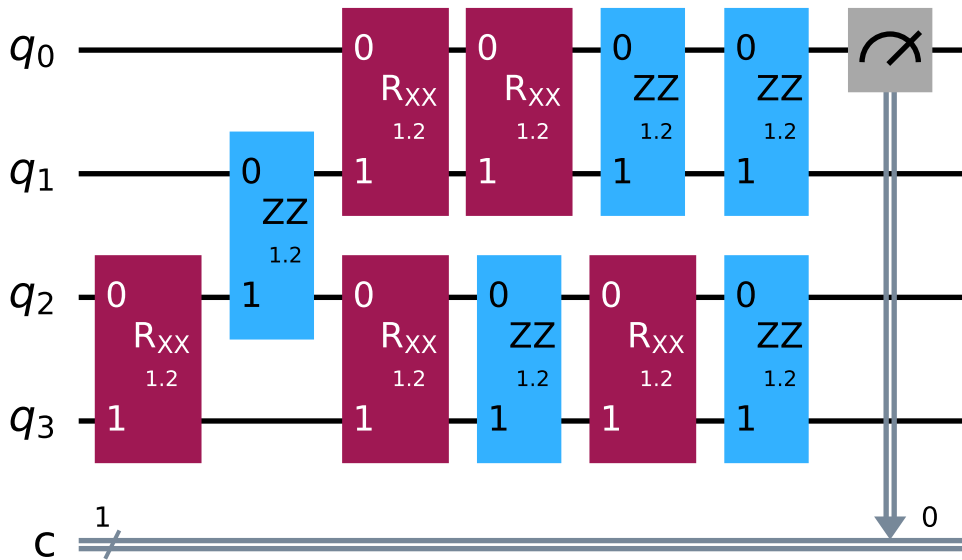 q0 0 RXX 1.2 1 0 RXX 1.2 1 0 ZZ 1.2 1 0 ZZ 1.2 1
q1 0 ZZ 1.2 1
q2 0 RXX 1.2 1 0 RXX 1.2 1 0 ZZ 1.2 1 0 RXX 1.2 1 0 ZZ 1.2 1
q3
c 1 0